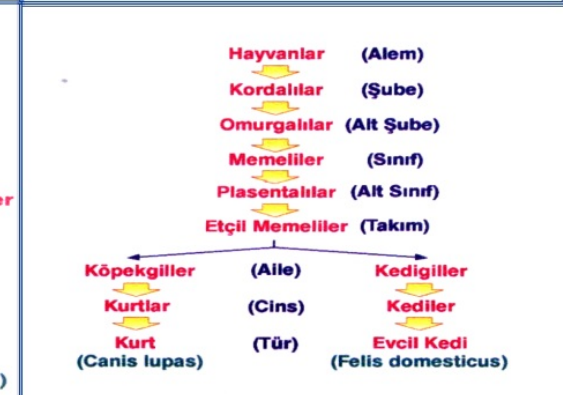 Hayvanlar (Alem)
Kordalılar (Şube)
Omurgalılar (Alt Şube)
Memeliler (Sınıf)
er
Plasentalılar (Alt Sınıf)
Etçil Memeliler (Takım)
Köpekgiller (Aile) Kedigiller
Kurtlar (Cins) Kediler
Kurt (Tür) Evcil Kedi
(Canis lupas) (Felis domesticus)
)